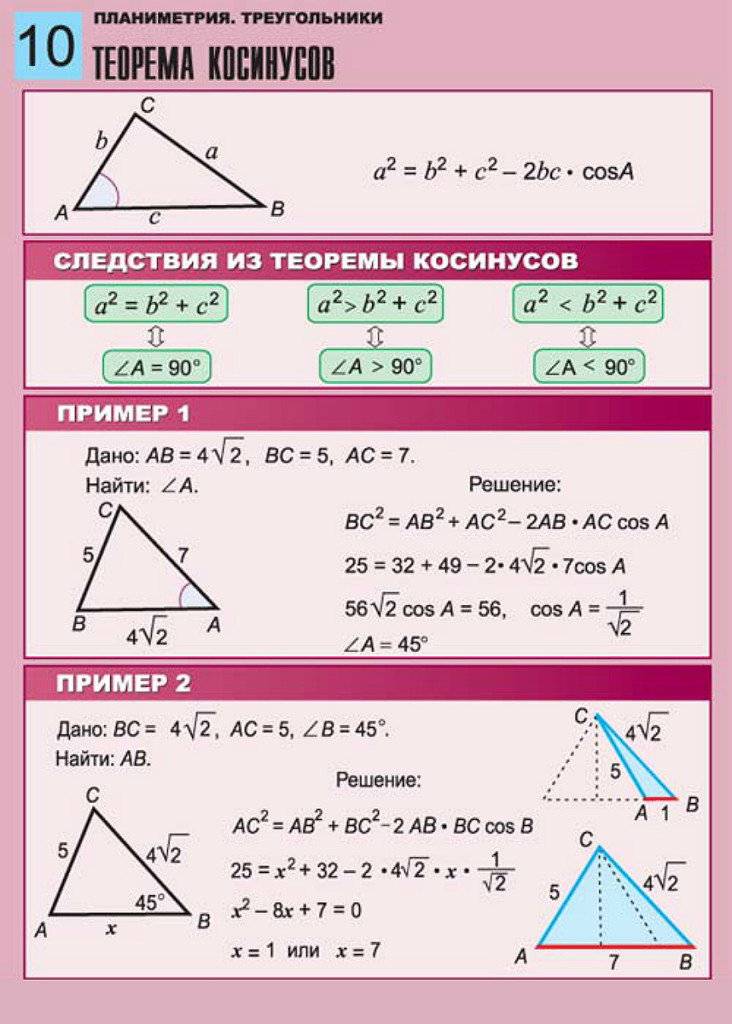 10
ПЛАНИМЕТРИЯ. ТРЕУГОЛЬНИКИ
ТЕОРЕМА КОСИНУСОВ
C
b
a
A
c
B
a² = b² + c² – 2bc • cosA
СЛЕДСТВИЯ ИЗ ТЕОРЕМЫ КОСИНУСОВ
a² = b² + c²
a² > b² + c²
a² < b² + c²
⇕
⇕
⇕
∠A = 90°
∠A > 90°
∠A < 90°
ПРИМЕР 1
Дано: AB = 4√2, BC = 5, AC = 7.
Найти: ∠A.
Решение:
C
5
7
B
4√2
A
BC² = AB² + AC² – 2AB • AC cos A
25 = 32 + 49 – 2 • 4√2 • 7cos A
56√2 cos A = 56, cos A = 1/√2
∠A = 45°
ПРИМЕР 2
Дано: BC = 4√2, AC = 5, ∠B = 45°.
Найти: AB.
Решение:
C
5
4√2
45°
A
x
B
AC² = AB² + BC² – 2 AB • BC cos B
25 = x² + 32 – 2 • 4√2 • x • 1/√2
x² – 8x + 7 = 0
x = 1 или x = 7
C
4√2
5
A
1
B
C
5
4√2
A
7
B